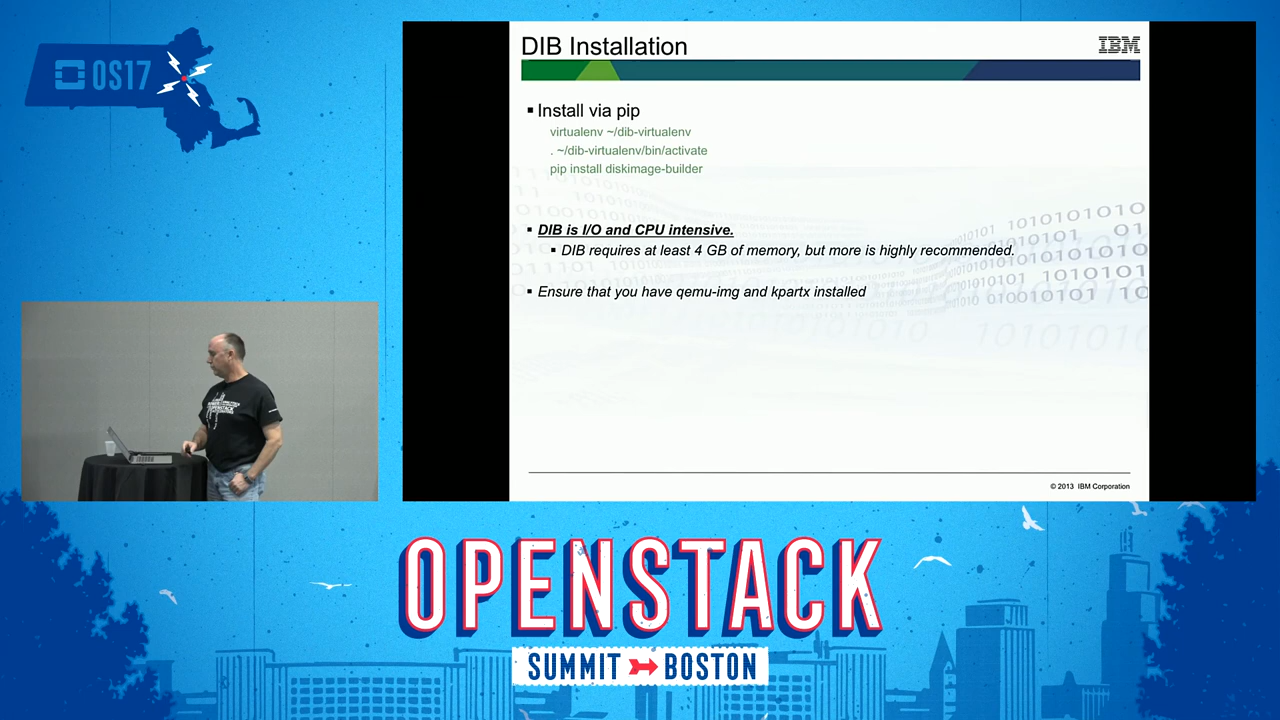 OS17
DIB Installation
IBM
Install via pip
virtualenv ~/dib-virtualenv
. ~/dib-virtualenv/bin/activate
pip install diskimage-builder
DIB is I/O and CPU intensive.
DIB requires at least 4 GB of memory, but more is highly recommended.
Ensure that you have qemu-img and kpartx installed
© 2013 IBM Corporation
OPENSTACK
OPENSTACK
SUMMIT BOSTON